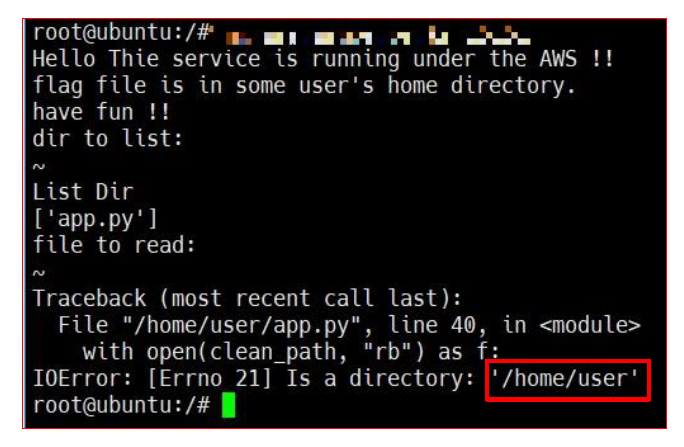 root@ubuntu:/#
Hello Thie service is running under the AWS !!
flag file is in some user's home directory.
have fun !!
dir to list:
~
List Dir
['app.py']
file to read:
~
Traceback (most recent call last):
  File "/home/user/app.py", line 40, in <module>
    with open(clean_path, "rb") as f:
IOError: [Errno 21] Is a directory: '/home/user'
root@ubuntu:/#